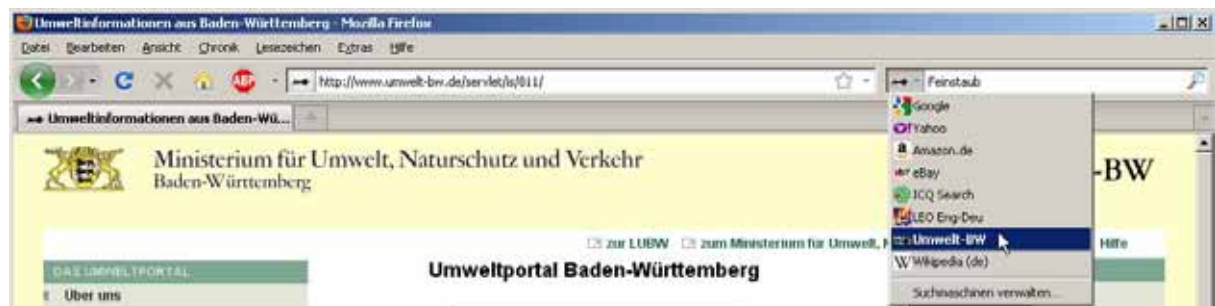 Umweltinformationen aus Baden-Württemberg - Mozilla Firefox
Datei Bearbeiten Ansicht Chronik Lesezeichen Extras Hilfe
ABP http://www.umwelt-bw.de/servlet/is/811/ Feinstaub
Umweltinformationen aus Baden-Wü...
Google
Yahoo
Amazon.de
eBay
ICQ Search
LEO Eng-Deu
Umwelt-BW
Wikipedia (de)
Suchmaschinen verwalten...
Ministerium für Umwelt, Naturschutz und Verkehr
Baden-Württemberg
-BW
zur LUBW zum Ministerium für Umwelt, Hilfe
DAS UMWELTPORTAL
Umweltportal Baden-Württemberg
Über uns